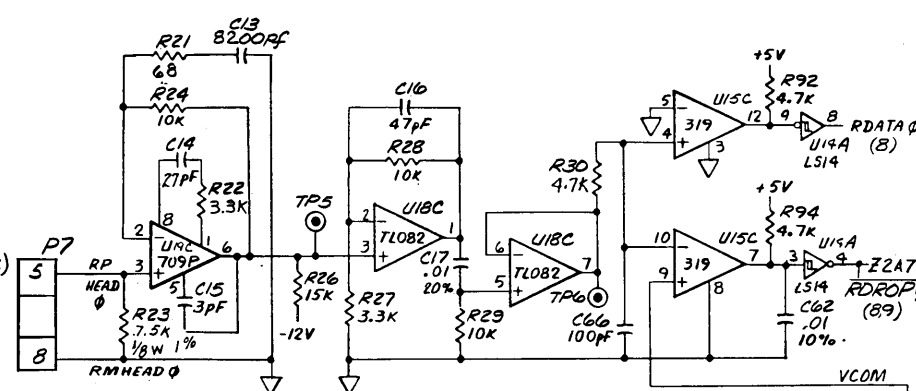 C13
8200Pf
R21
68
R24
10K
C14
27pF
R22
3.3K
8
2
-
1
6
U19C
709P
3
+
5
C15
3pF
P7
5
8
RP
HEAD
Ø
R23
.7.5K
1/8 W 1%
RMHEAD Ø
TP5
R26
15K
-12V
C16
47pF
R28
10K
2
-
U18C
TL082
1
3
+
R27
3.3K
C17
.01
20%
R29
10K
6
-
U18C
TL082
7
5
+
TP6
R30
4.7K
C66
100pF
+5V
R92
4.7K
5
-
U15C
319
12
4
+
3
9
8
U14A
LS14
RDATA Ø
(8)
+5V
R94
4.7K
10
-
U15C
319
7
9
+
8
3
U14A
4
LS14
Z2A7
RDROP
(89)
C62
.01
10%.
VCOM